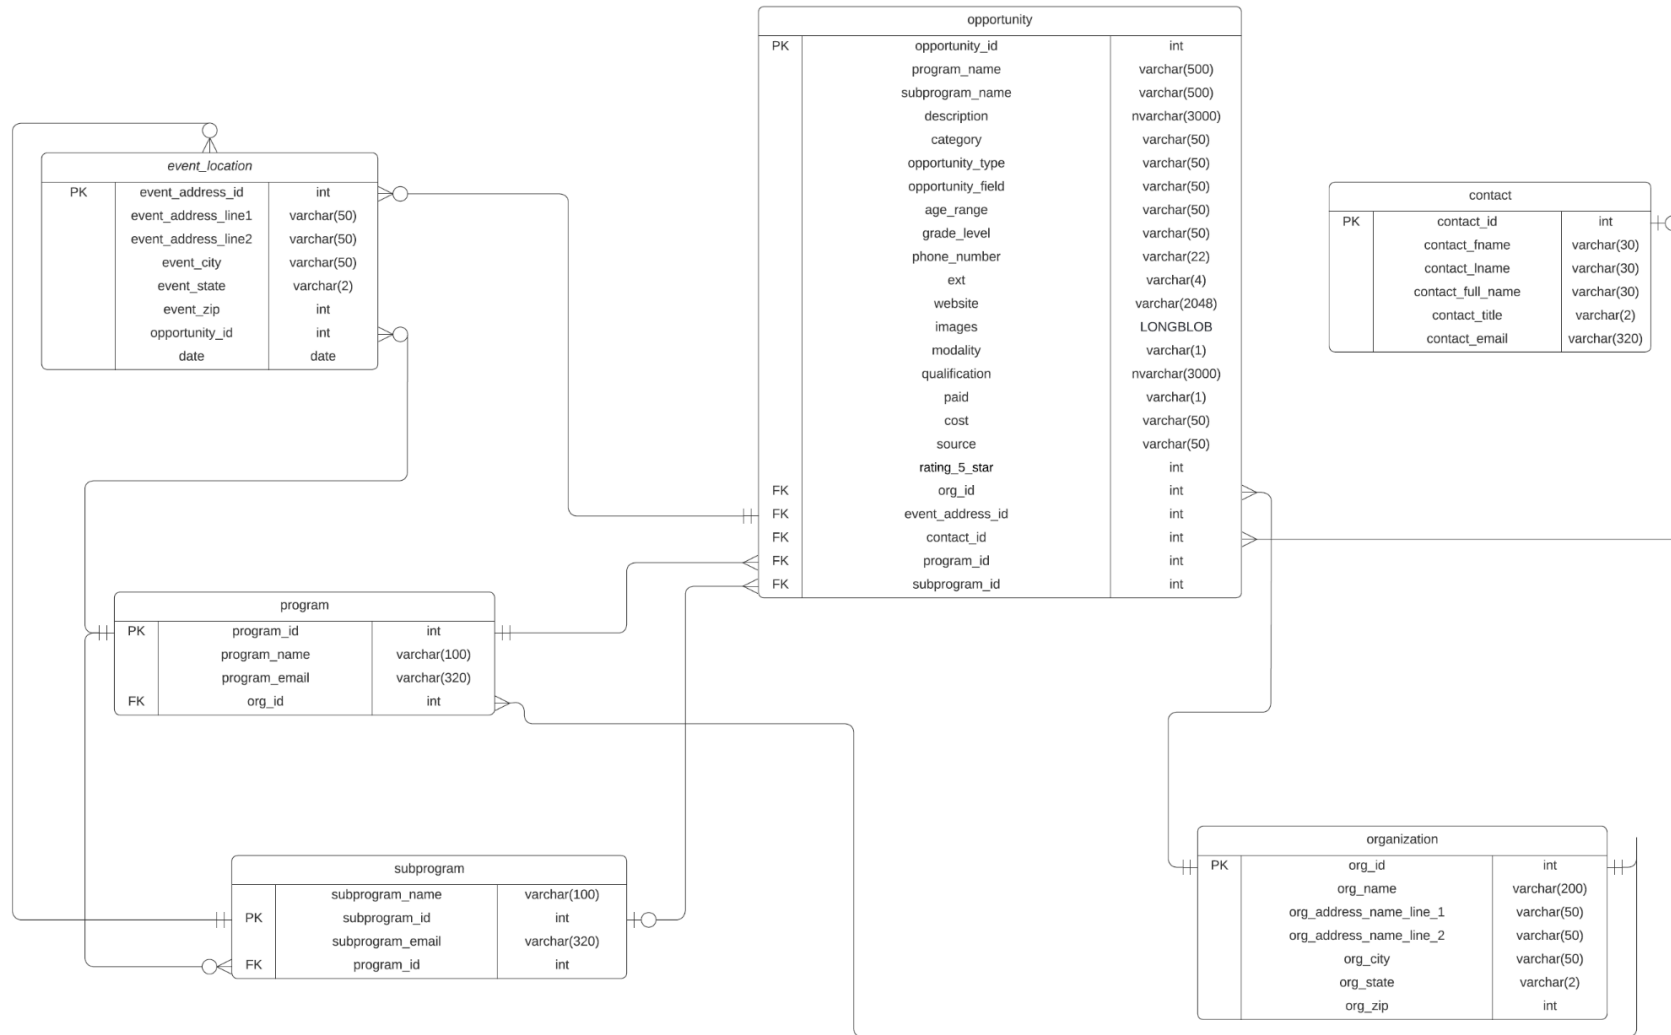 opportunity
PK opportunity_id int
program_name varchar(500)
subprogram_name varchar(500)
description nvarchar(3000)
category varchar(50)
opportunity_type varchar(50)
opportunity_field varchar(50)
age_range varchar(50)
grade_level varchar(50)
phone_number varchar(22)
ext varchar(4)
website varchar(2048)
images LONGBLOB
modality varchar(1)
qualification nvarchar(3000)
paid varchar(1)
cost varchar(50)
source varchar(50)
rating_5_star int
FK org_id int
FK event_address_id int
FK contact_id int
FK program_id int
FK subprogram_id int
event_location
PK event_address_id int
event_address_line1 varchar(50)
event_address_line2 varchar(50)
event_city varchar(50)
event_state varchar(2)
event_zip int
opportunity_id int
date date
contact
PK contact_id int
contact_fname varchar(30)
contact_lname varchar(30)
contact_full_name varchar(30)
contact_title varchar(2)
contact_email varchar(320)
program
PK program_id int
program_name varchar(100)
program_email varchar(320)
FK org_id int
subprogram
subprogram_name varchar(100)
PK subprogram_id int
subprogram_email varchar(320)
FK program_id int
organization
PK org_id int
org_name varchar(200)
org_address_name_line_1 varchar(50)
org_address_name_line_2 varchar(50)
org_city varchar(50)
org_state varchar(2)
org_zip int